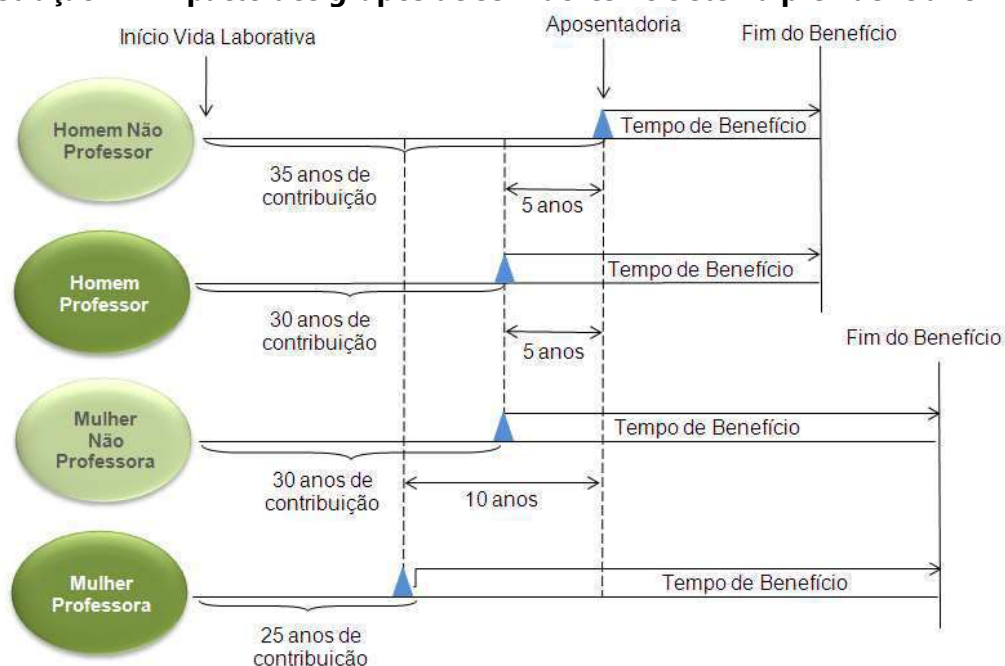 Início Vida Laborativa
Aposentadoria
Fim do Benefício
Homem Não
Professor
Tempo de Benefício
35 anos de
contribuição
5 anos
Homem
Professor
Tempo de Benefício
30 anos de
contribuição
5 anos
Fim do Benefício
Mulher
Não
Professora
Tempo de Benefício
30 anos de
contribuição
10 anos
Mulher
Professora
Tempo de Benefício
25 anos de
contribuição